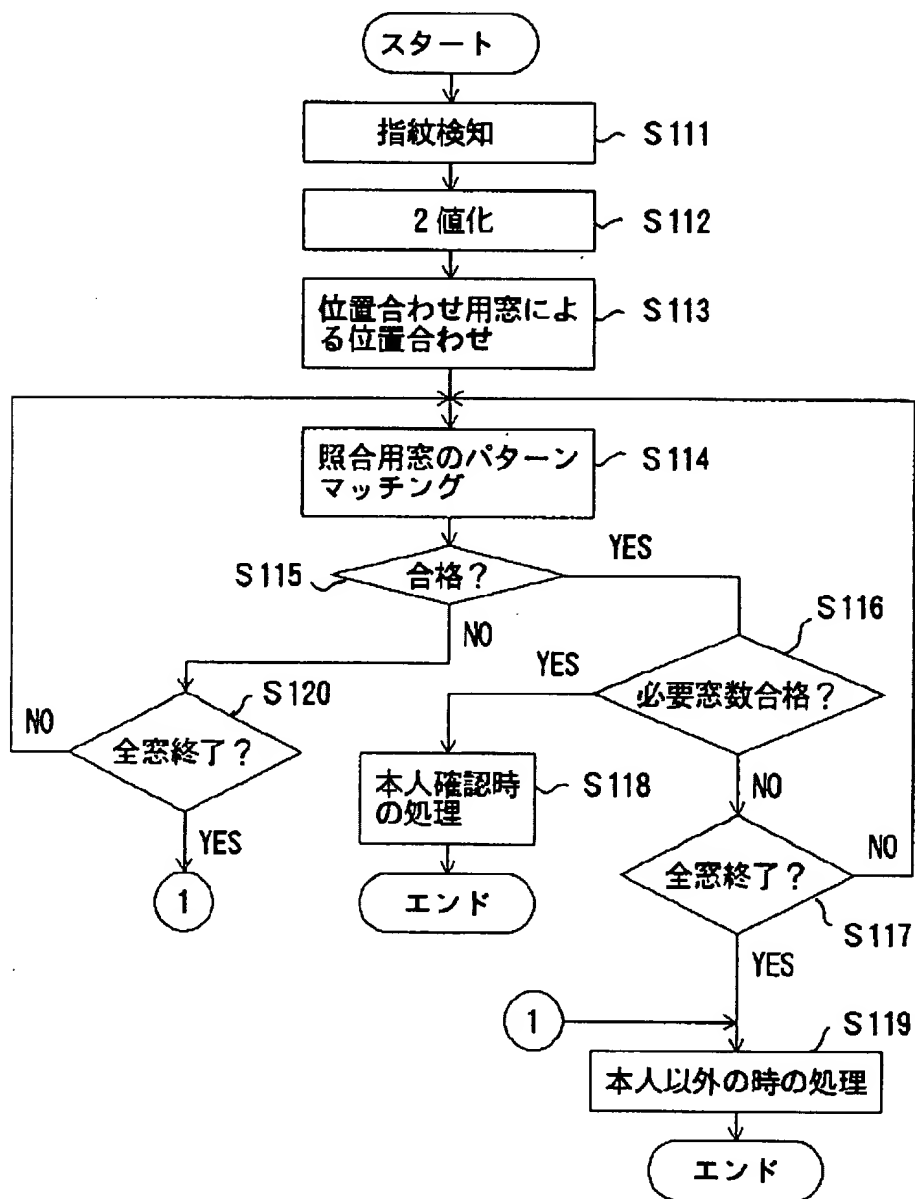 スタート
指紋検知
S111
2値化
S112
位置合わせ用窓によ
る位置合わせ
S113
照合用窓のパターン
マッチング
S114
合格?
S115
YES
NO
必要窓数合格?
S116
YES
NO
全窓終了?
S120
NO
YES
1
本人確認時
の処理
S118
エンド
全窓終了?
S117
NO
YES
1
本人以外の時の処理
S119
エンド